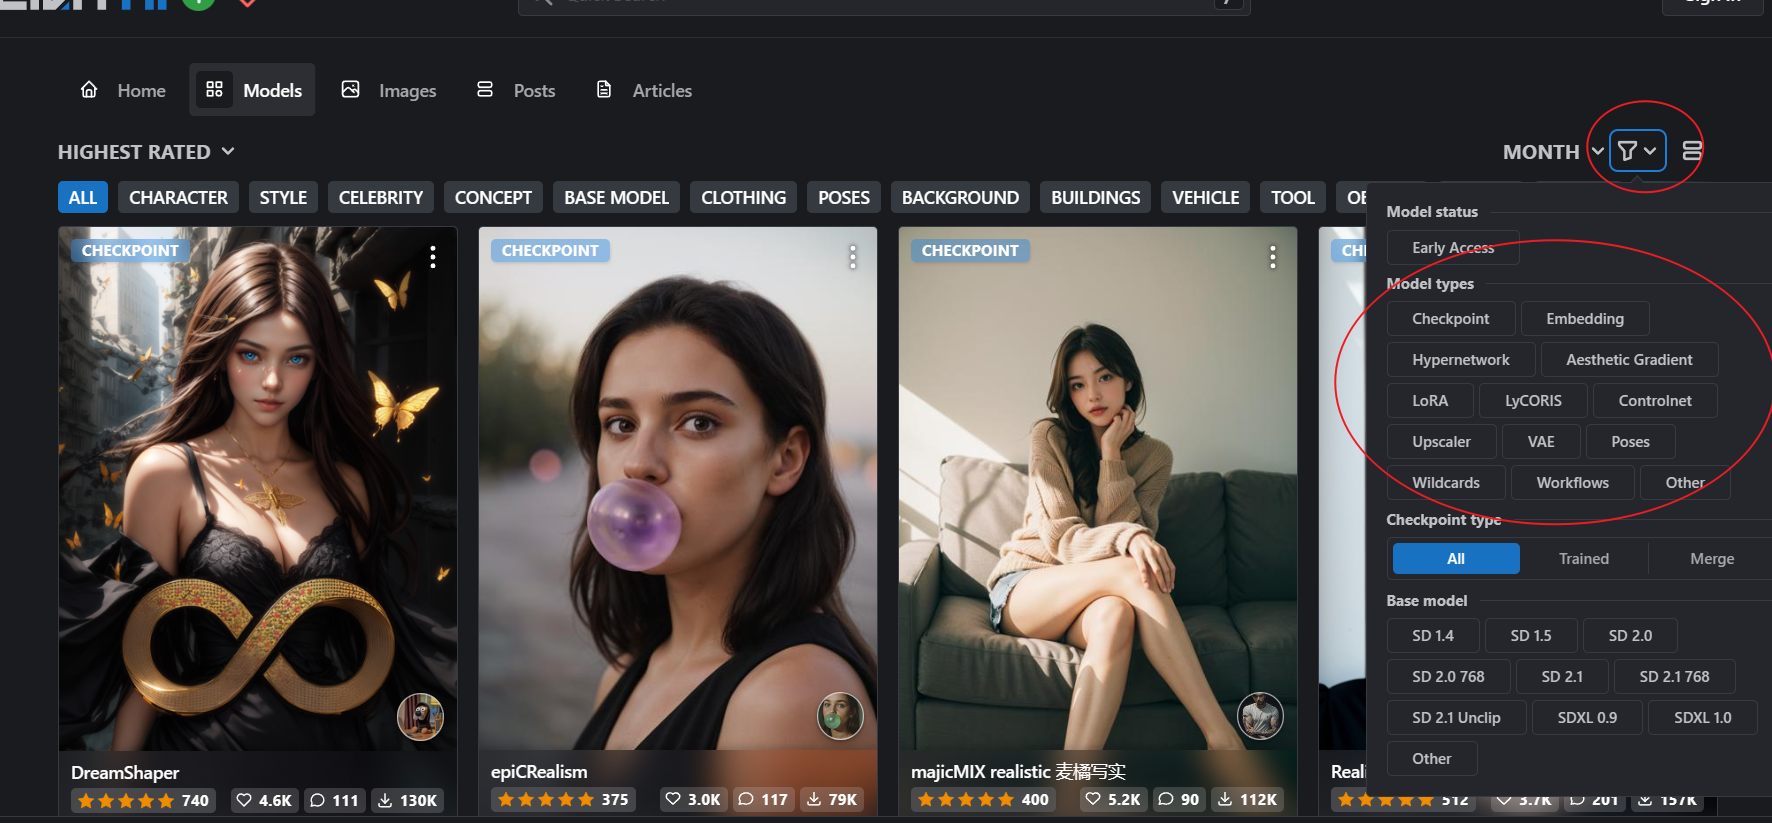 Home Models Images Posts Articles
HIGHEST RATED
MONTH
ALL CHARACTER STYLE CELEBRITY CONCEPT BASE MODEL CLOTHING POSES BACKGROUND BUILDINGS VEHICLE TOOL
Model status
Early Access
Model types
Checkpoint Embedding
Hypernetwork Aesthetic Gradient
LoRA LyCORIS Controlnet
Upscaler VAE Poses
Wildcards Workflows Other
Checkpoint type
All Trained Merge
Base model
SD 1.4 SD 1.5 SD 2.0
SD 2.0 768 SD 2.1 SD 2.1 768
SD 2.1 Unclip SDXL 0.9 SDXL 1.0
Other
CHECKPOINT
DreamShaper
740 4.6K 111 130K
CHECKPOINT
epiCRealism
375 3.0K 117 79K
CHECKPOINT
majicMIX realistic 麦橘写实
400 5.2K 90 112K
512 3.7K 201 157K